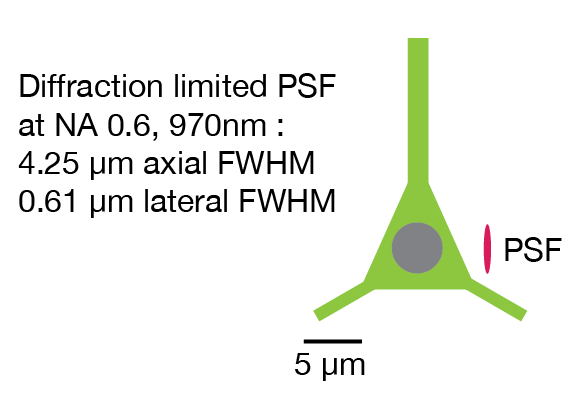 Diffraction limited PSF
at NA 0.6, 970nm :
4.25 µm axial FWHM
0.61 µm lateral FWHM
PSF
5 µm